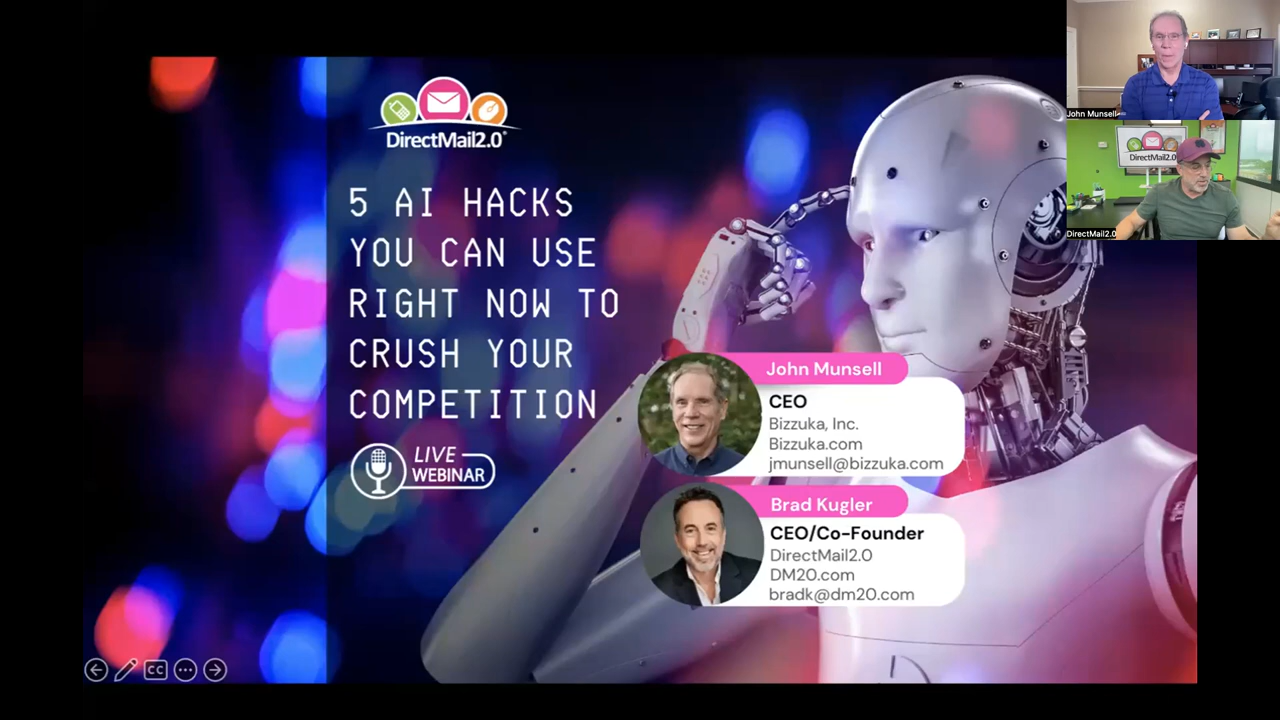 DirectMail2.0®
5 AI HACKS
YOU CAN USE
RIGHT NOW TO
CRUSH YOUR
COMPETITION
LIVE
WEBINAR
John Munsell
CEO
Bizzuka, Inc.
Bizzuka.com
jmunsell@bizzuka.com
Brad Kugler
CEO/Co-Founder
DirectMail2.0
DM20.com
bradk@dm20.com
CC
John Munsell
DirectMail2.0
DirectMail2.0